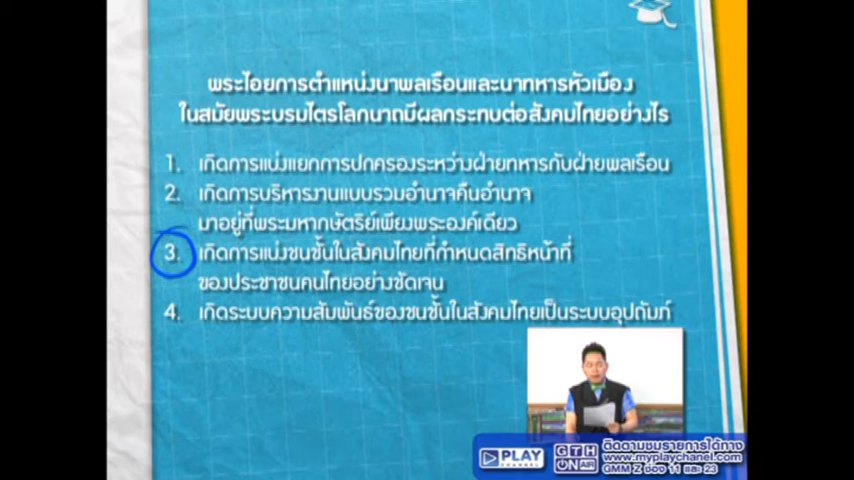 พระไอยการตำแหน่งนาพลเรือนและนาทหารหัวเมือง
ในสมัยพระบรมไตรโลกนาถมีผลกระทบต่อสังคมไทยอย่างไร
1. เกิดการแบ่งแยกการปกครองระหว่างฝ่ายทหารกับฝ่ายพลเรือน
2. เกิดการบริหารงานแบบรวมอำนาจคืนอำนาจ
มาอยู่ที่พระมหากษัตริย์เพียงพระองค์เดียว
3. เกิดการแบ่งชนชั้นในสังคมไทยที่กำหนดสิทธิหน้าที่
ของประชาชนคนไทยอย่างชัดเจน
4. เกิดระบบความสัมพันธ์ของชนชั้นในสังคมไทยเป็นระบบอุปถัมภ์
PLAY
CHANNEL
GTH
ON AIR
ติดตามชมรายการได้ทาง
www.myplaychanel.com
GMM Z ช่อง 11 และ 23